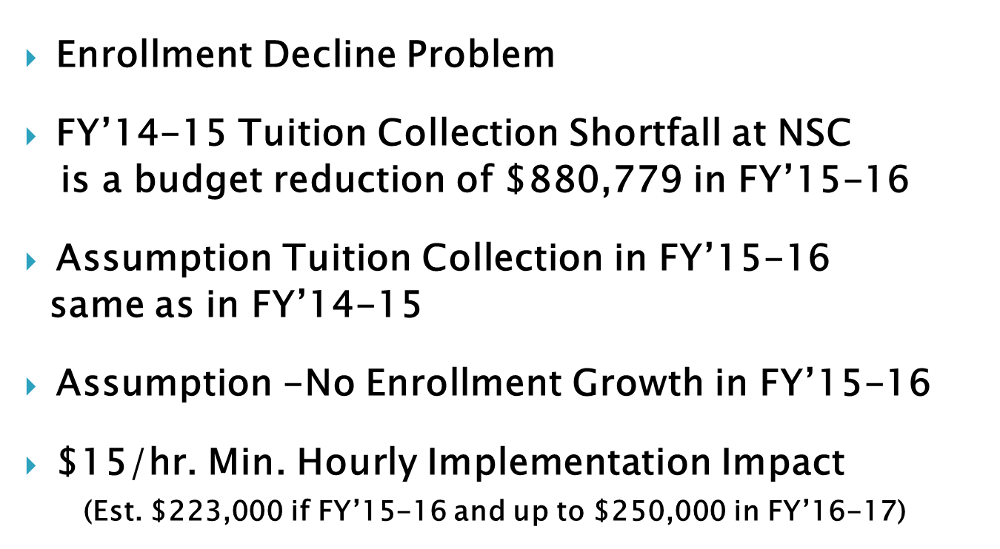 Enrollment Decline Problem
FY’14-15 Tuition Collection Shortfall at NSC
is a budget reduction of $880,779 in FY’15-16
Assumption Tuition Collection in FY’15-16
same as in FY’14-15
Assumption -No Enrollment Growth in FY’15-16
$15/hr. Min. Hourly Implementation Impact
(Est. $223,000 if FY’15-16 and up to $250,000 in FY’16-17)